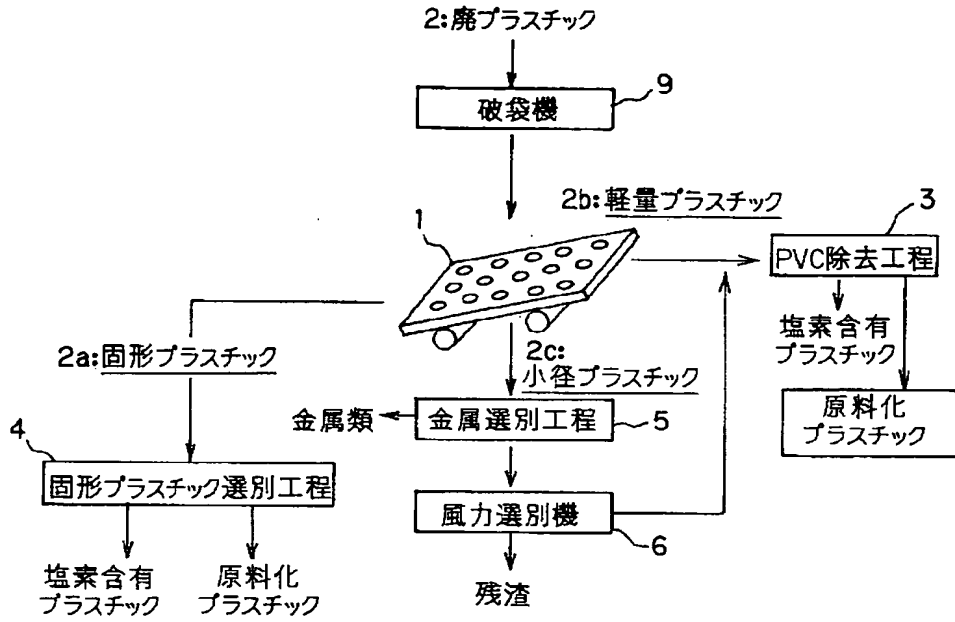 2:廃プラスチック
9
破袋機
2b:軽量プラスチック
3
1
PVC除去工程
塩素含有
プラスチック
2a:固形プラスチック
2c:
小径プラスチック
原料化
プラスチック
金属類
金属選別工程
5
4
固形プラスチック選別工程
風力選別機
6
塩素含有
プラスチック
原料化
プラスチック
残渣